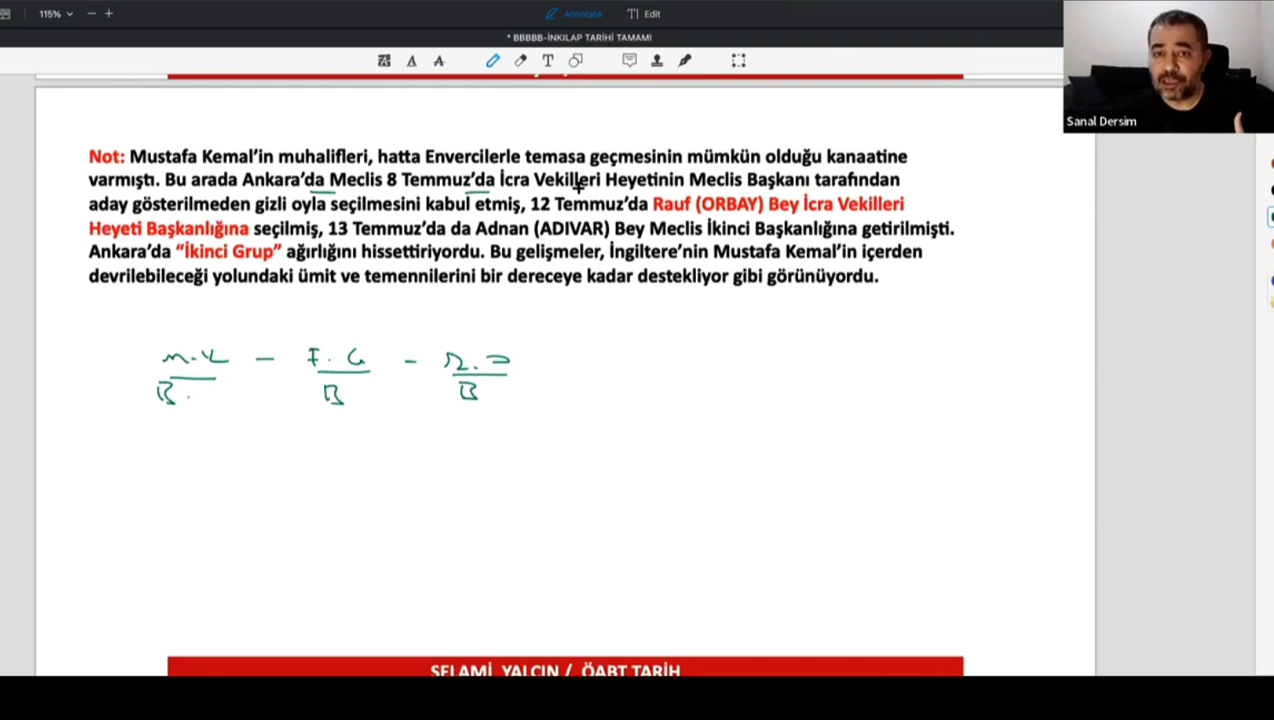 115%
Annotate
Edit
* BBBBB-İNKILAP TARİHİ TAMAMI
Sanal Dersim
Not: Mustafa Kemal'in muhalifleri, hatta Envercilerle temasa geçmesinin mümkün olduğu kanaatine
varmıştı. Bu arada Ankara'da Meclis 8 Temmuz'da İcra Vekilleri Heyetinin Meclis Başkanı tarafından
aday gösterilmeden gizli oyla seçilmesini kabul etmiş, 12 Temmuz'da Rauf (ORBAY) Bey İcra Vekilleri
Heyeti Başkanlığına seçilmiş, 13 Temmuz'da da Adnan (ADIVAR) Bey Meclis İkinci Başkanlığına getirilmişti.
Ankara'da "İkinci Grup" ağırlığını hissettiriyordu. Bu gelişmeler, İngiltere'nin Mustafa Kemal'in içerden
devrilebileceği yolundaki ümit ve temennilerini bir dereceye kadar destekliyor gibi görünüyordu.
M.K - F.Ç -
B. B B
SELAMİ YALÇIN / ÖABT TARİH